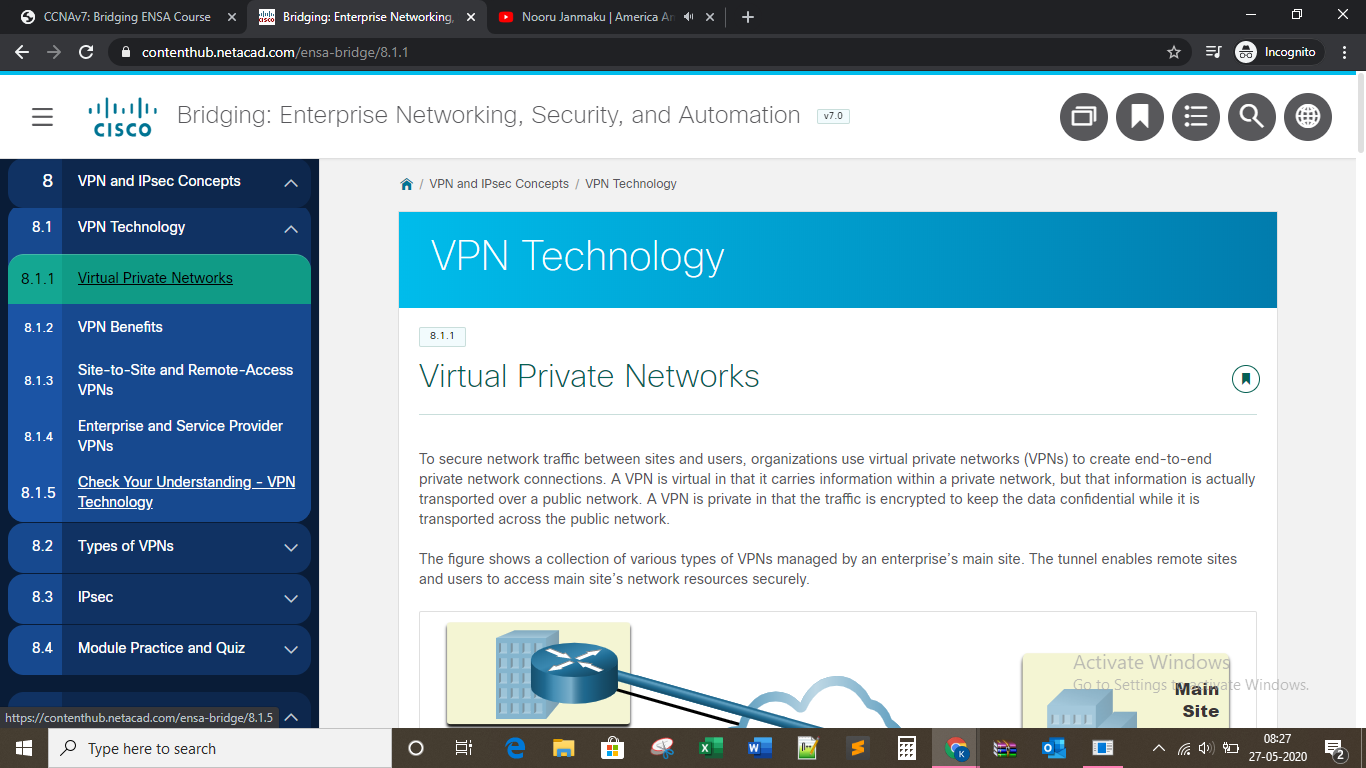 CCNAv7: Bridging ENSA Course
Bridging: Enterprise Networking,
Nooru Janmaku | America An
contenthub.netacad.com/ensa-bridge/8.1.1
Incognito
CISCO
Bridging: Enterprise Networking, Security, and Automation
v7.0
8 VPN and IPsec Concepts
8.1 VPN Technology
8.1.1 Virtual Private Networks
8.1.2 VPN Benefits
8.1.3 Site-to-Site and Remote-Access
VPNs
8.1.4 Enterprise and Service Provider
VPNs
8.1.5 Check Your Understanding - VPN
Technology
8.2 Types of VPNs
8.3 IPsec
8.4 Module Practice and Quiz
https://contenthub.netacad.com/ensa-bridge/8.1.5
/ VPN and IPsec Concepts / VPN Technology
VPN Technology
8.1.1
Virtual Private Networks
To secure network traffic between sites and users, organizations use virtual private networks (VPNs) to create end-to-end
private network connections. A VPN is virtual in that it carries information within a private network, but that information is actually
transported over a public network. A VPN is private in that the traffic is encrypted to keep the data confidential while it is
transported across the public network.
The figure shows a collection of various types of VPNs managed by an enterprise's main site. The tunnel enables remote sites
and users to access main site's network resources securely.
Main
Site
Activate Windows
Go to Settings to activate Windows.
Type here to search
08:27
27-05-2020
2